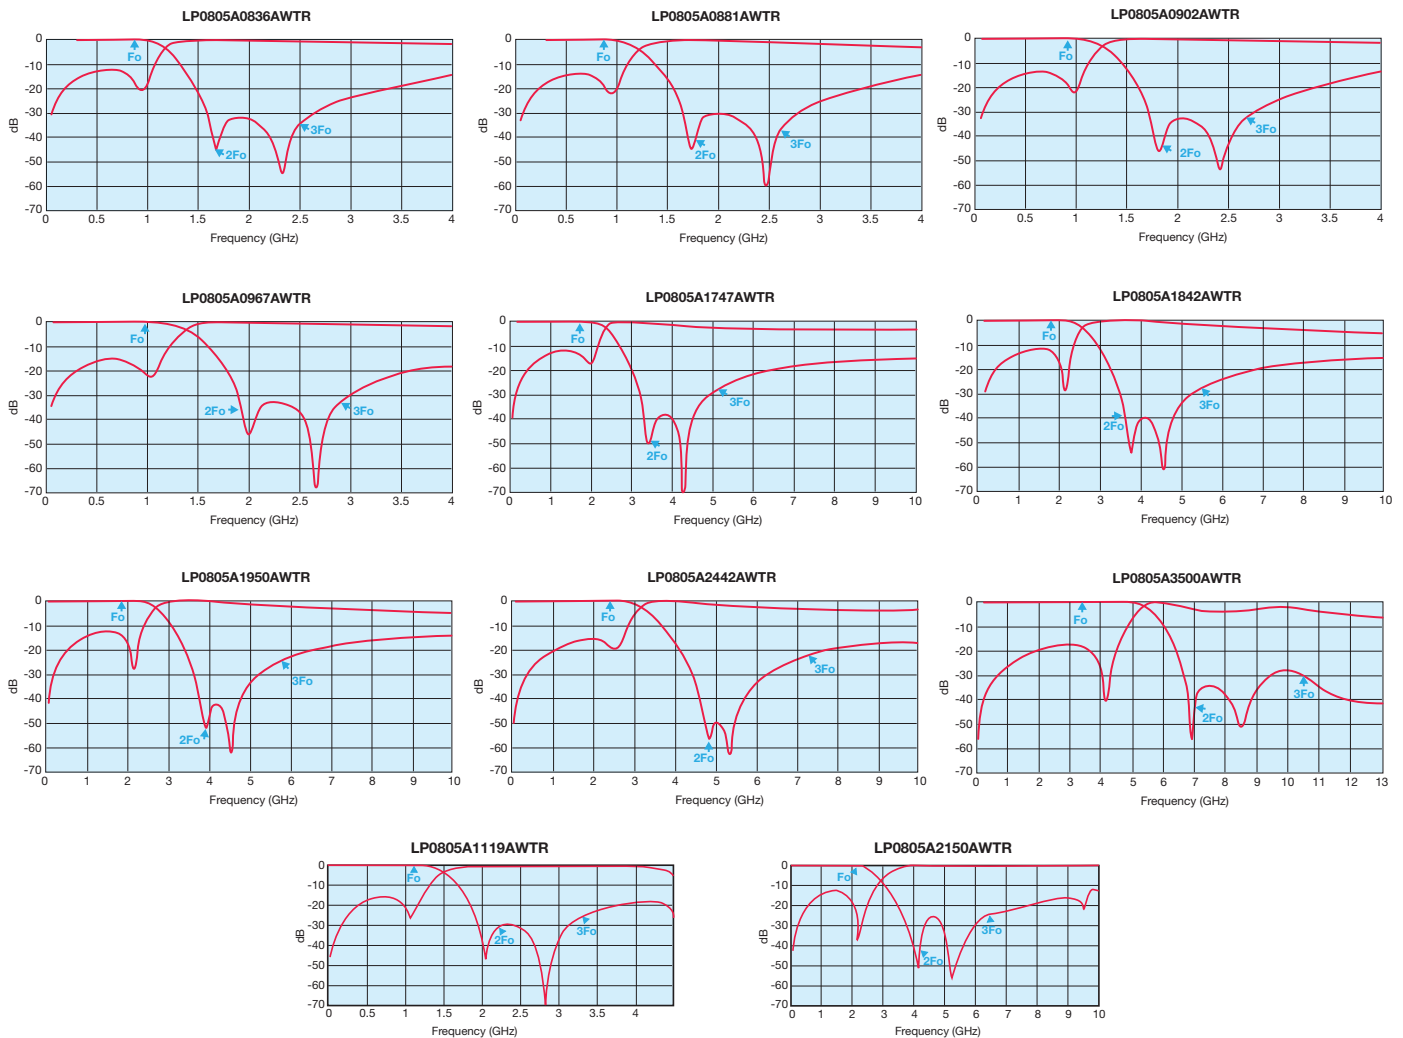 LP0805A0836AWTR
0
-10
-20
-30
-40
-50
-60
-70
dB
Fo
2Fo
3Fo
0 0.5 1 1.5 2 2.5 3 3.5 4
Frequency (GHz)
LP0805A0881AWTR
0
-10
-20
-30
-40
-50
-60
-70
dB
Fo
2Fo
3Fo
0 0.5 1 1.5 2 2.5 3 3.5 4
Frequency (GHz)
LP0805A0902AWTR
0
-10
-20
-30
-40
-50
-60
-70
dB
Fo
2Fo
3Fo
0 0.5 1 1.5 2 2.5 3 3.5 4
Frequency (GHz)
LP0805A0967AWTR
0
-10
-20
-30
-40
-50
-60
-70
dB
Fo
2Fo
3Fo
0 0.5 1 1.5 2 2.5 3 3.5 4
Frequency (GHz)
LP0805A1747AWTR
0
-10
-20
-30
-40
-50
-60
-70
dB
Fo
2Fo
3Fo
0 1 2 3 4 5 6 7 8 9 10
Frequency (GHz)
LP0805A1842AWTR
0
-10
-20
-30
-40
-50
-60
-70
dB
Fo
2Fo
3Fo
0 1 2 3 4 5 6 7 8 9 10
Frequency (GHz)
LP0805A1950AWTR
0
-10
-20
-30
-40
-50
-60
-70
dB
Fo
2Fo
3Fo
0 1 2 3 4 5 6 7 8 9 10
Frequency (GHz)
LP0805A2442AWTR
0
-10
-20
-30
-40
-50
-60
-70
dB
Fo
2Fo
3Fo
0 1 2 3 4 5 6 7 8 9 10
Frequency (GHz)
LP0805A3500AWTR
0
-10
-20
-30
-40
-50
-60
-70
dB
Fo
2Fo
3Fo
0 1 2 3 4 5 6 7 8 9 10 11 12 13
Frequency (GHz)
LP0805A1119AWTR
0
-10
-20
-30
-40
-50
-60
-70
dB
Fo
2Fo
3Fo
0 0.5 1 1.5 2 2.5 3 3.5 4
Frequency (GHz)
LP0805A2150AWTR
0
-10
-20
-30
-40
-50
-60
-70
dB
Fo
2Fo
3Fo
0 1 2 3 4 5 6 7 8 9 10
Frequency (GHz)